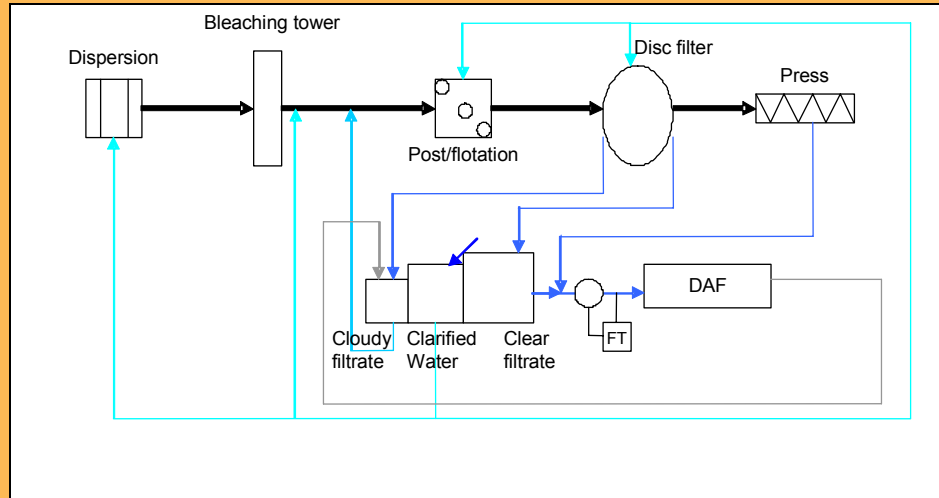 Bleaching tower
Dispersion
Disc filter
Press
Post/flotation
DAF
FT
Cloudy
filtrate
Clarified
Water
Clear
filtrate